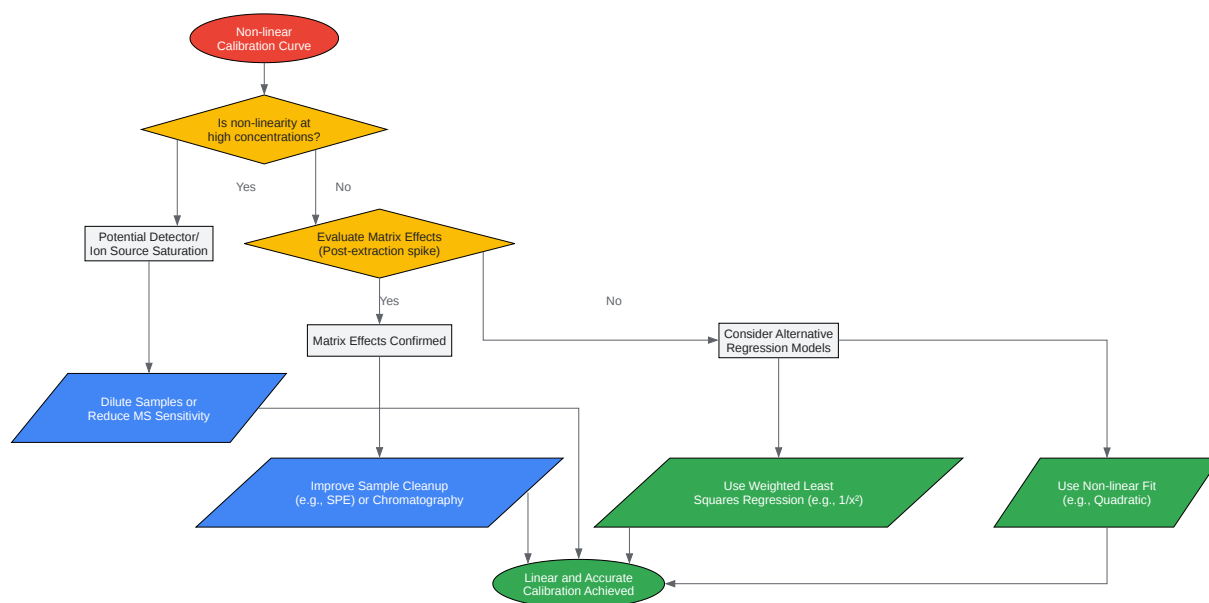 Non-linear
Calibration Curve
Is non-linearity at
high concentrations?
Yes
No
Potential Detector/
Ion Source Saturation
Evaluate Matrix Effects
(Post-extraction spike)
Yes
No
Matrix Effects Confirmed
Consider Alternative
Regression Models
Dilute Samples or
Reduce MS Sensitivity
Improve Sample Cleanup
(e.g., SPE) or Chromatography
Use Weighted Least
Squares Regression (e.g., 1/x²)
Use Non-linear Fit
(e.g., Quadratic)
Linear and Accurate
Calibration Achieved